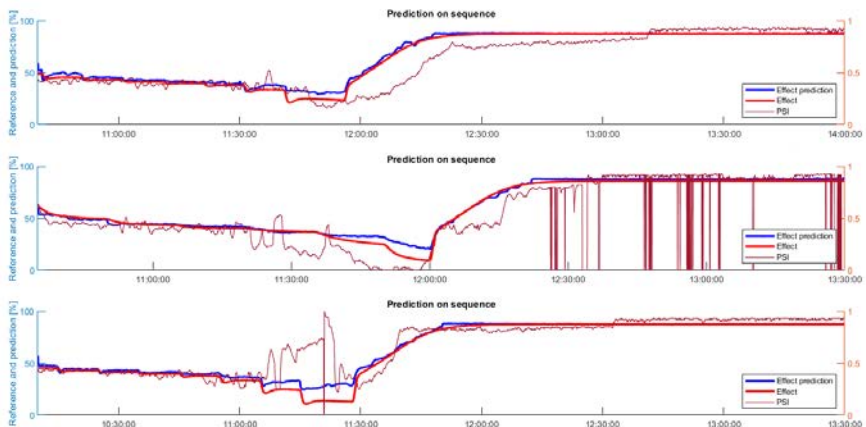 Prediction on sequence
Reference and prediction [%]
100
50
0
1
0.5
0
Effect prediction
Effect
PSI
11:00:00
11:30:00
12:00:00
12:30:00
13:00:00
13:30:00
14:00:00
Prediction on sequence
Reference and prediction [%]
100
50
0
1
0.5
0
Effect prediction
Effect
PSI
11:00:00
11:30:00
12:00:00
12:30:00
13:00:00
13:30:00
Prediction on sequence
Reference and prediction [%]
100
50
0
1
0.5
0
Effect prediction
Effect
PSI
10:30:00
11:00:00
11:30:00
12:00:00
12:30:00
13:00:00
13:30:00